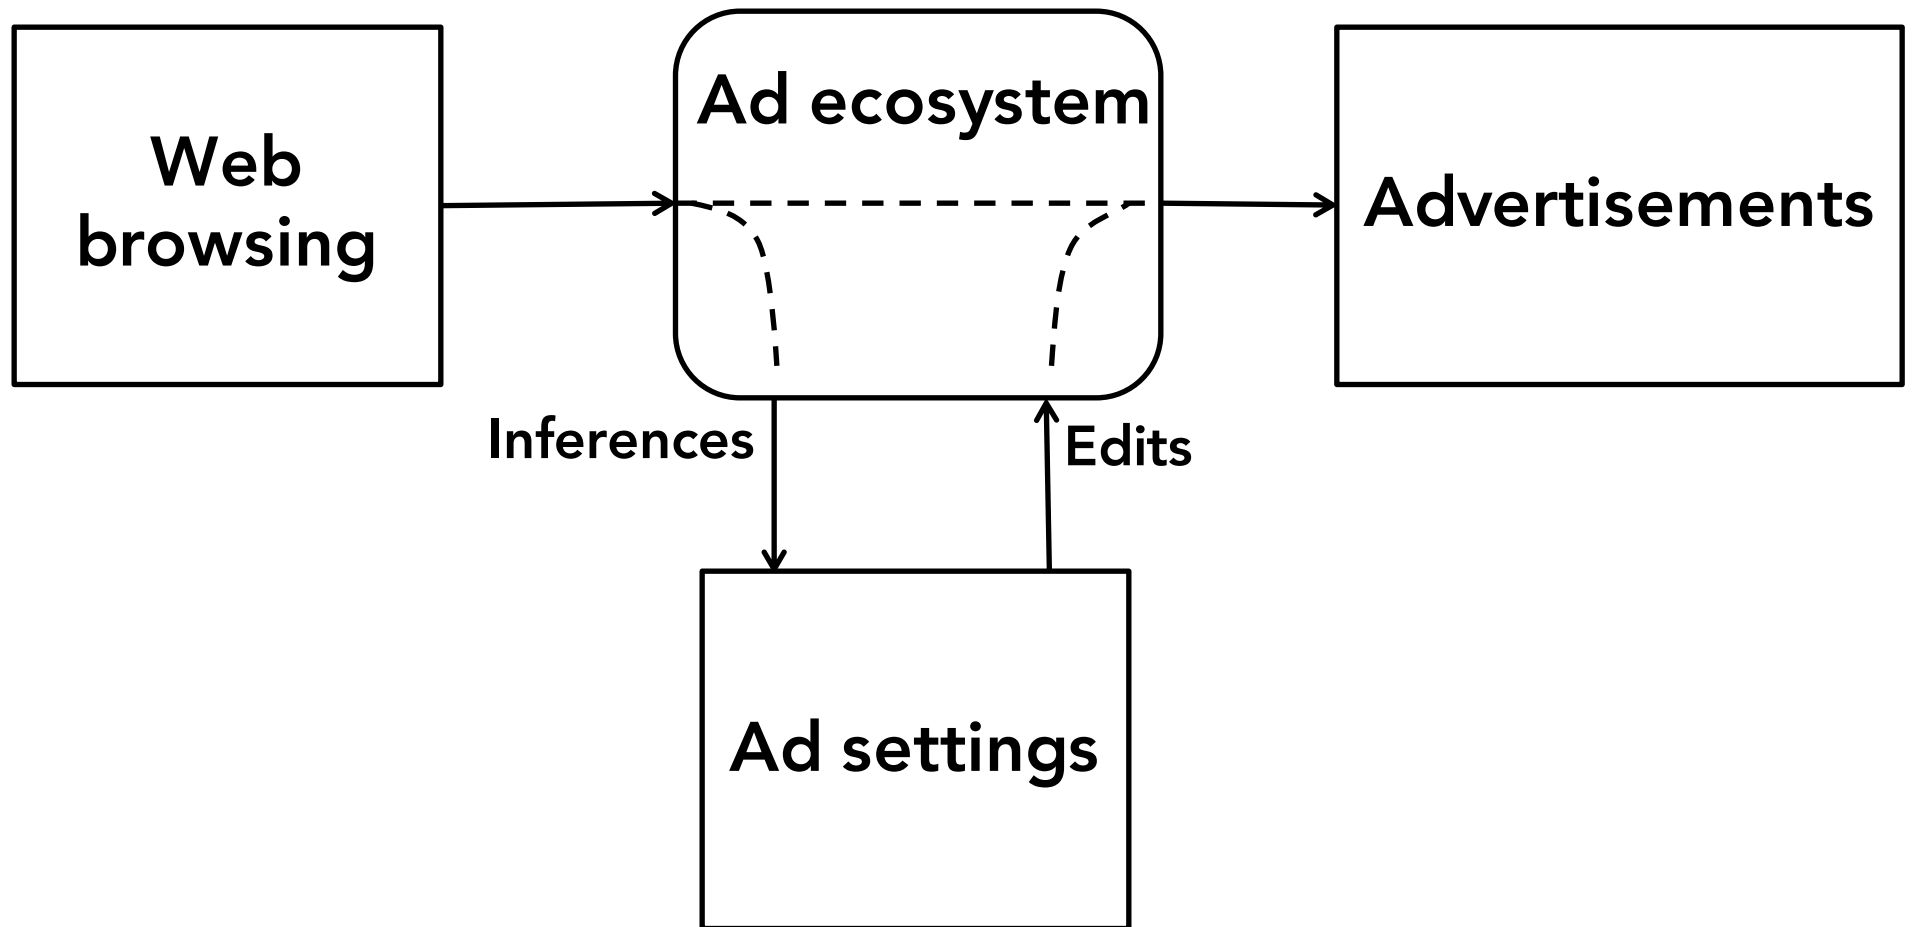 Web
browsing
Ad ecosystem
Advertisements
Inferences
Edits
Ad settings